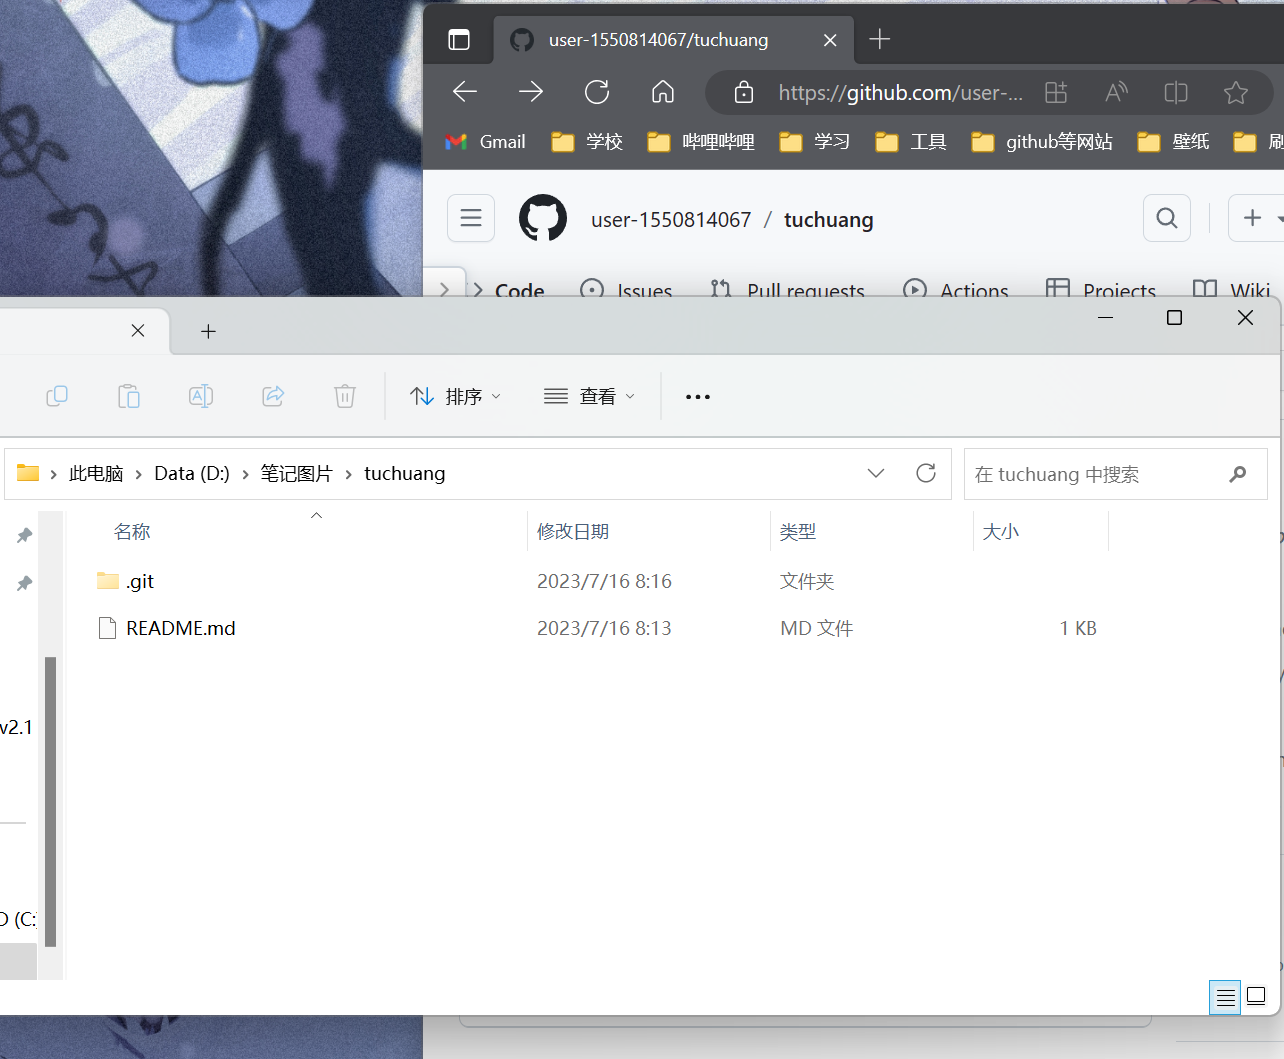 user-1550814067/tuchuang
https://github.com/user-...
Gmail 学校 哔哩哔哩 学习 工具 github等网站 壁纸 刷
user-1550814067 / tuchuang
Code Issues Pull requests Actions Projects Wiki
排序 查看
此电脑 Data (D:) 笔记图片 tuchuang
在 tuchuang 中搜索
名称 修改日期 类型 大小
.git 2023/7/16 8:16 文件夹
README.md 2023/7/16 8:13 MD 文件 1 KB
v2.1
(C: